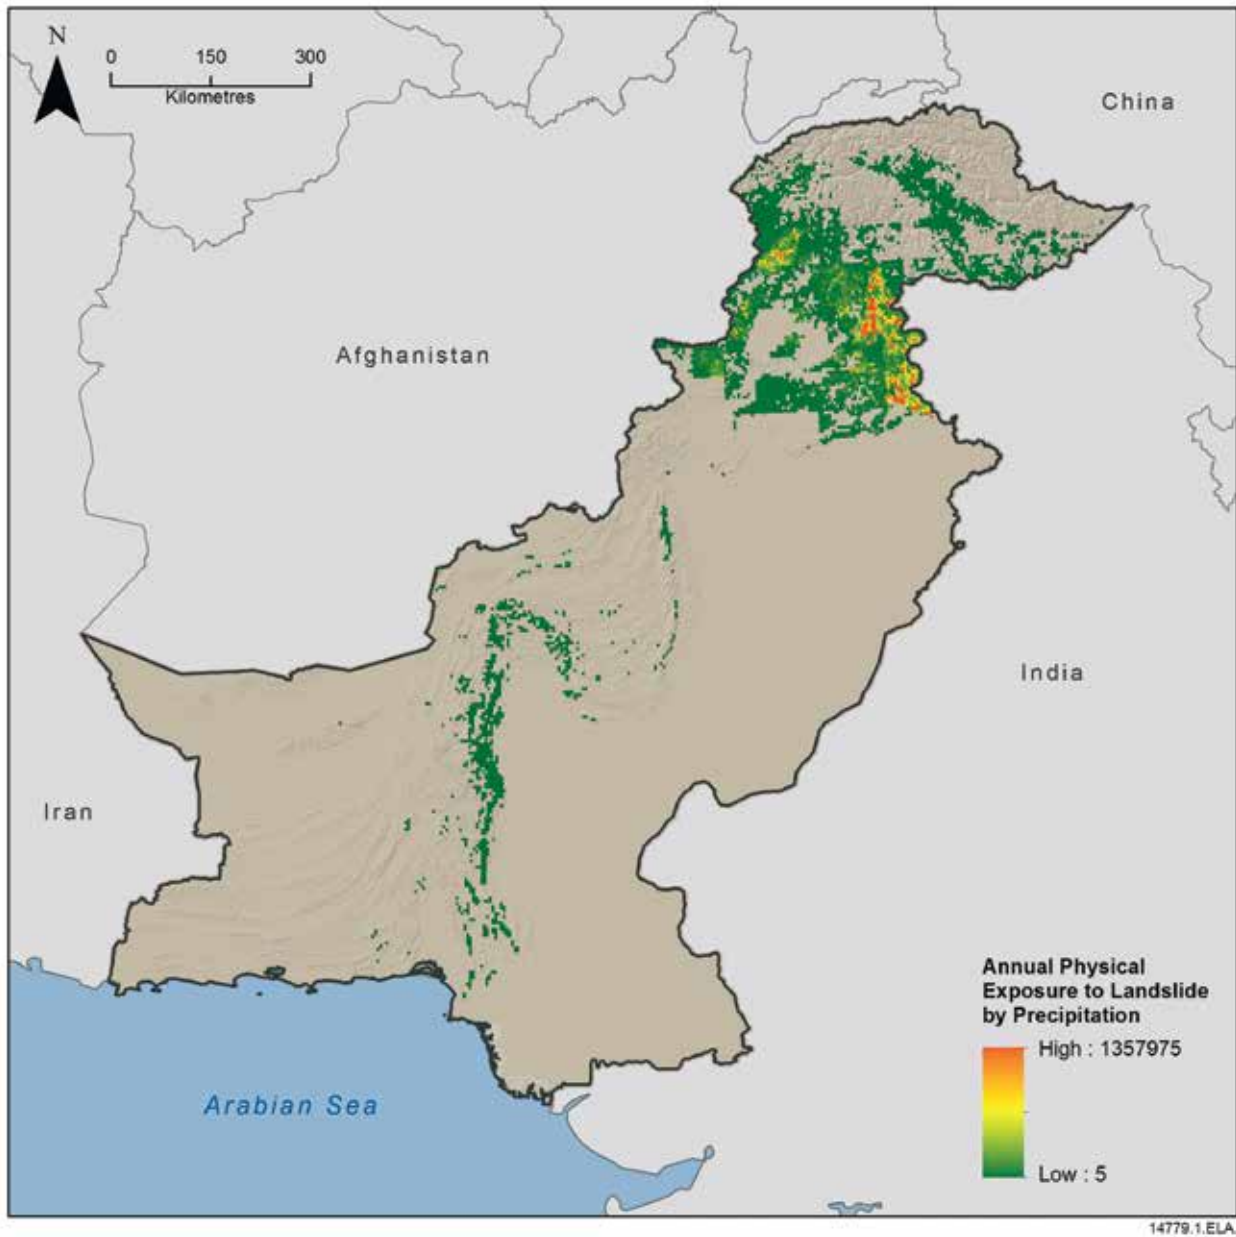 N
0 150 300
Kilometres
China
Afghanistan
India
Iran
Arabian Sea
Annual Physical
Exposure to Landslide
by Precipitation
High : 1357975
Low : 5
14779.1.ELA